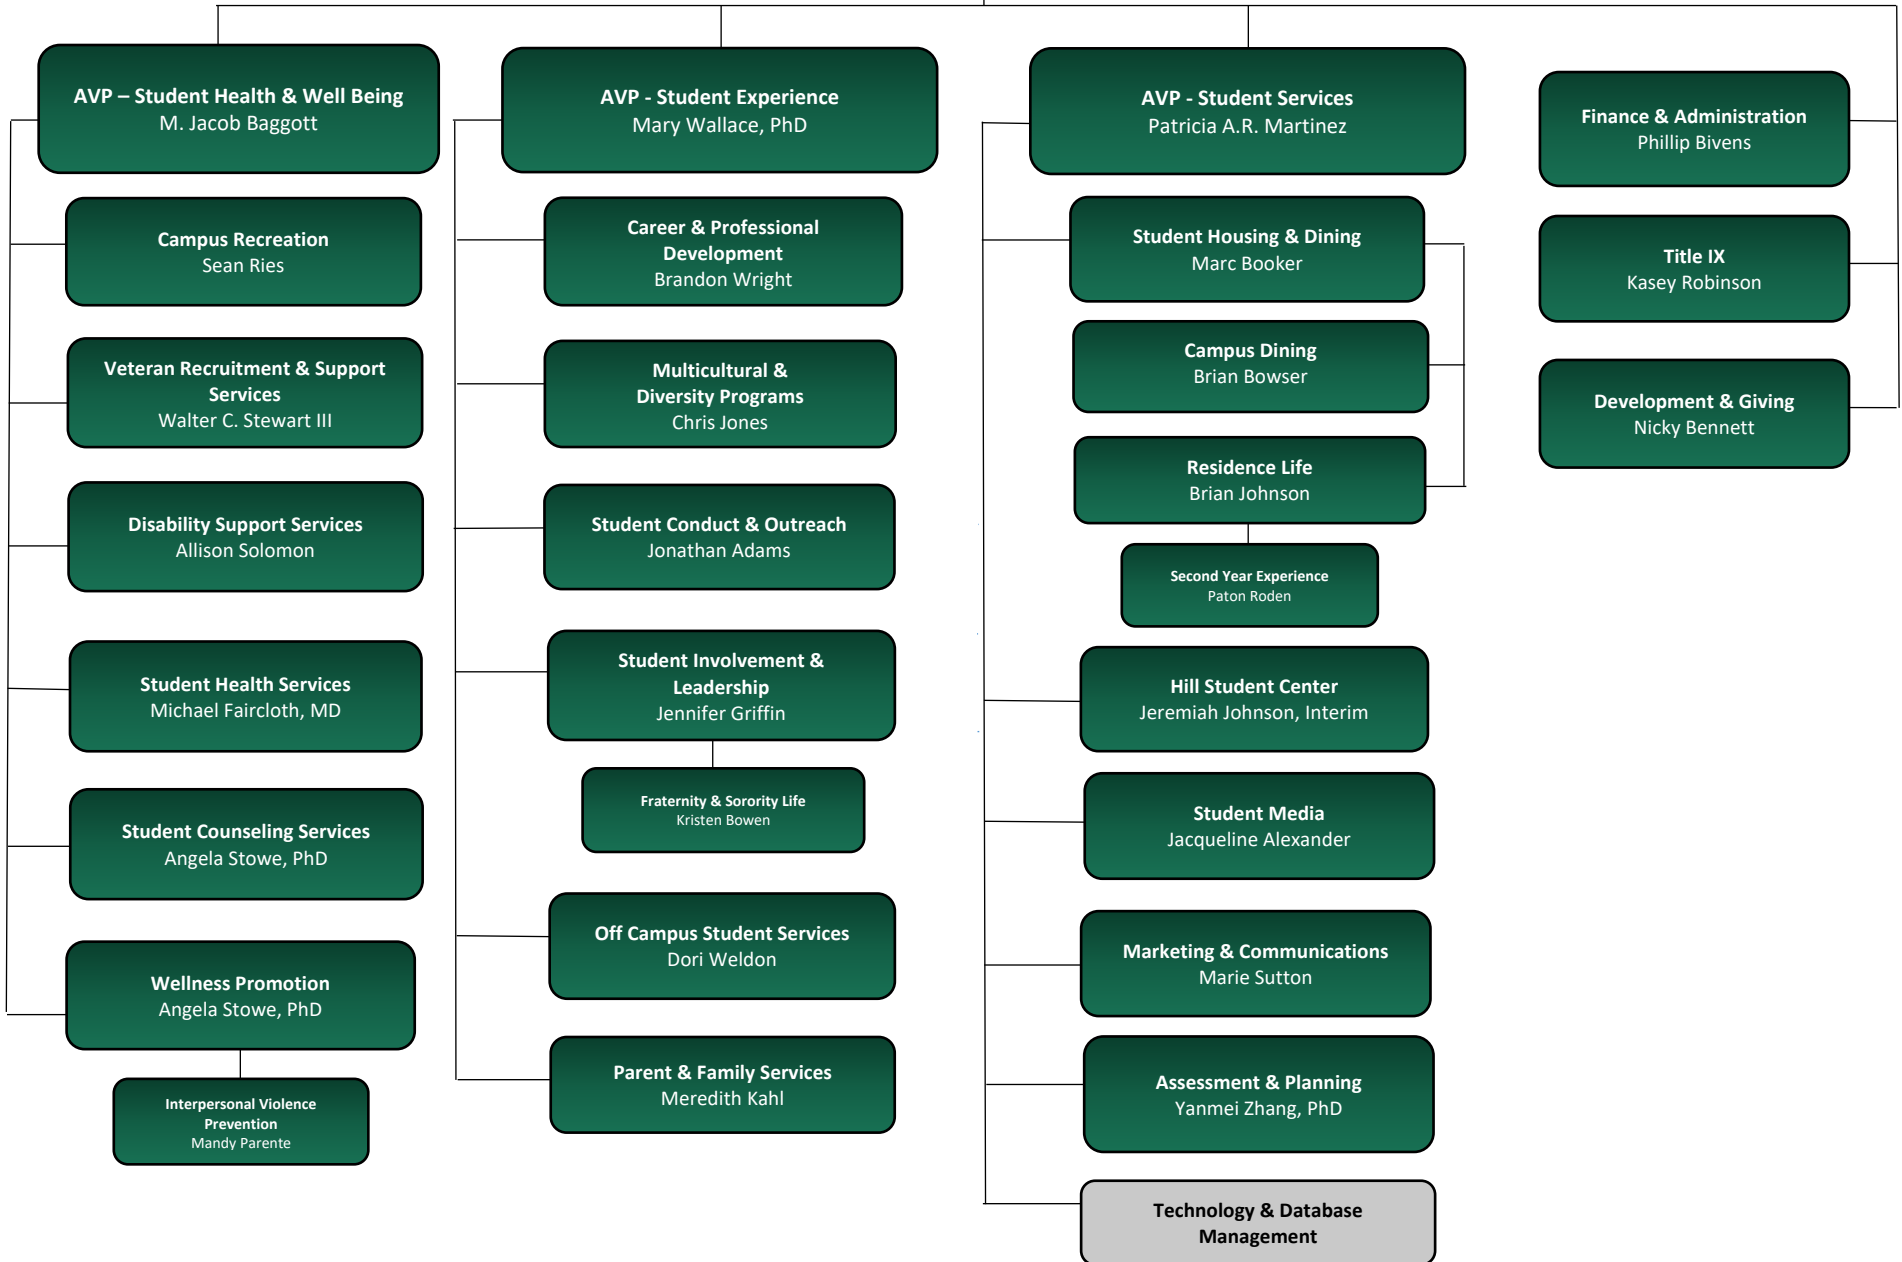 AVP – Student Health & Well Being
M. Jacob Baggott
Campus Recreation
Sean Ries
Veteran Recruitment & Support
Services
Walter C. Stewart III
Disability Support Services
Allison Solomon
Student Health Services
Michael Faircloth, MD
Student Counseling Services
Angela Stowe, PhD
Wellness Promotion
Angela Stowe, PhD
Interpersonal Violence
Prevention
Mandy Parente
AVP - Student Experience
Mary Wallace, PhD
Career & Professional
Development
Brandon Wright
Multicultural &
Diversity Programs
Chris Jones
Student Conduct & Outreach
Jonathan Adams
Student Involvement &
Leadership
Jennifer Griffin
Fraternity & Sorority Life
Kristen Bowen
Off Campus Student Services
Dori Weldon
Parent & Family Services
Meredith Kahl
AVP - Student Services
Patricia A.R. Martinez
Student Housing & Dining
Marc Booker
Campus Dining
Brian Bowser
Residence Life
Brian Johnson
Second Year Experience
Paton Roden
Hill Student Center
Jeremiah Johnson, Interim
Student Media
Jacqueline Alexander
Marketing & Communications
Marie Sutton
Assessment & Planning
Yanmei Zhang, PhD
Technology & Database
Management
Finance & Administration
Phillip Bivens
Title IX
Kasey Robinson
Development & Giving
Nicky Bennett